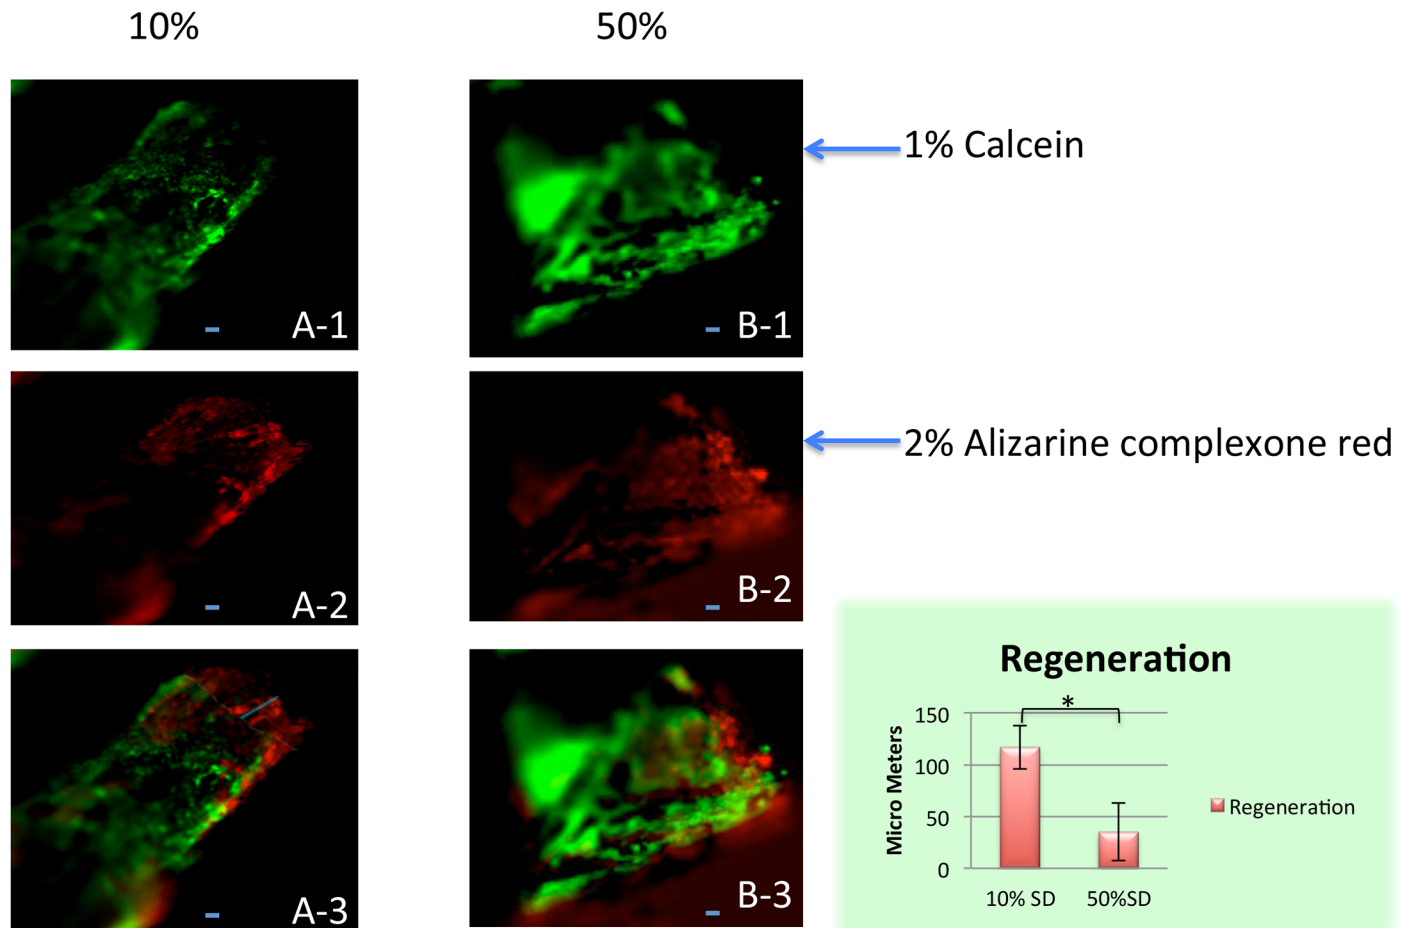 10%
50%
A-1
B-1
1% Calcein
A-2
B-2
2% Alizarine complexone red
A-3
B-3
Regeneration
*
150
100
50
0
Micro Meters
10% SD
50%SD
Regeneration